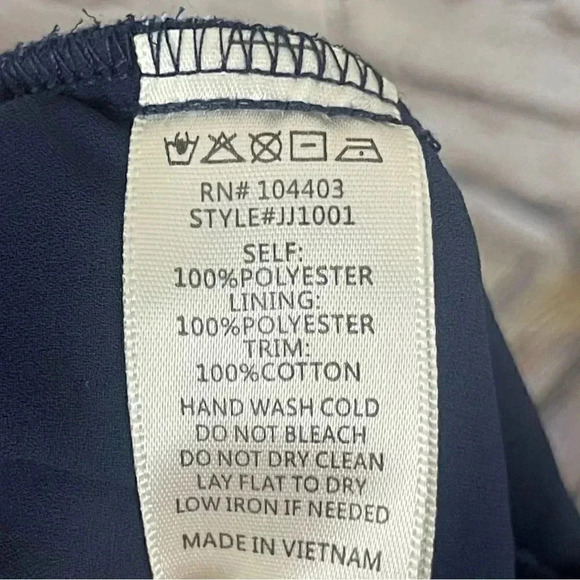 RN# 104403
STYLE#JJ1001
SELF:
100%POLYESTER
LINING:
100%POLYESTER
TRIM:
100%COTTON
HAND WASH COLD
DO NOT BLEACH
DO NOT DRY CLEAN
LAY FLAT TO DRY
LOW IRON IF NEEDED
MADE IN VIETNAM